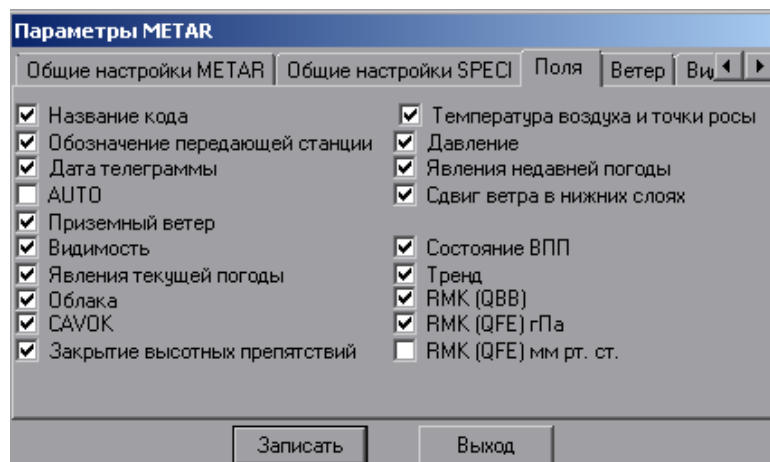 Параметры METAR
Общие настройки METAR Общие настройки SPECI Поля Ветер
Название кода
Обозначение передающей станции
Дата телеграммы
AUTO
Приземный ветер
Видимость
Явления текущей погоды
Облака
CAVOK
Закрытие высотных препятствий
Температура воздуха и точки росы
Давление
Явления недавней погоды
Сдвиг ветра в нижних слоях
Состояние ВПП
Тренд
RMK (QBB)
RMK (QFE) гПа
RMK (QFE) мм рт. ст.
Записать Выход